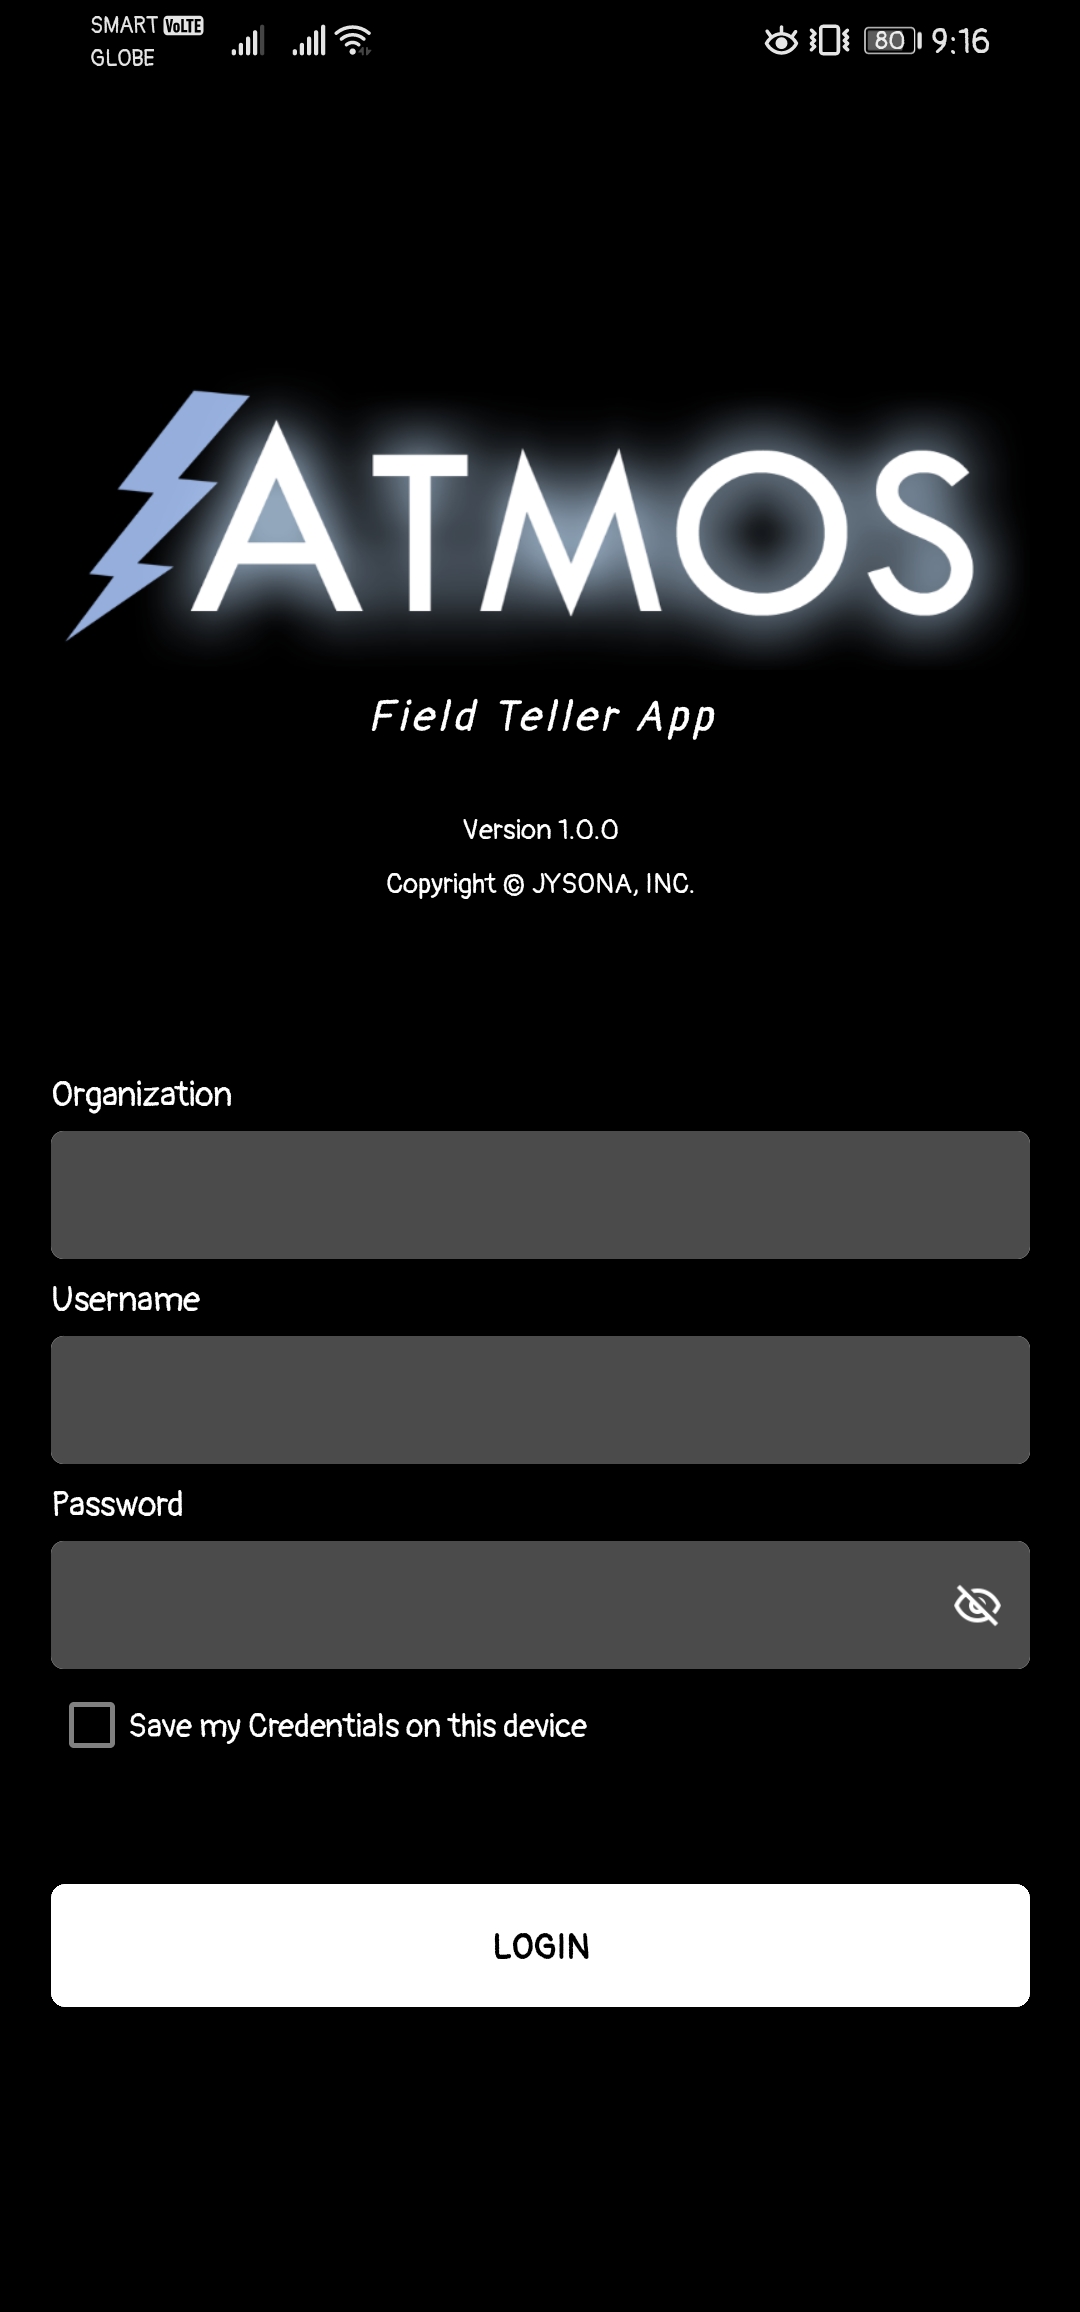 SMART VoLTE
GLOBE
80 9:16
ATMOS
Field Teller App
Version 1.0.0
Copyright © JYSONA, INC.
Organization
Username
Password
Save my Credentials on this device
LOGIN